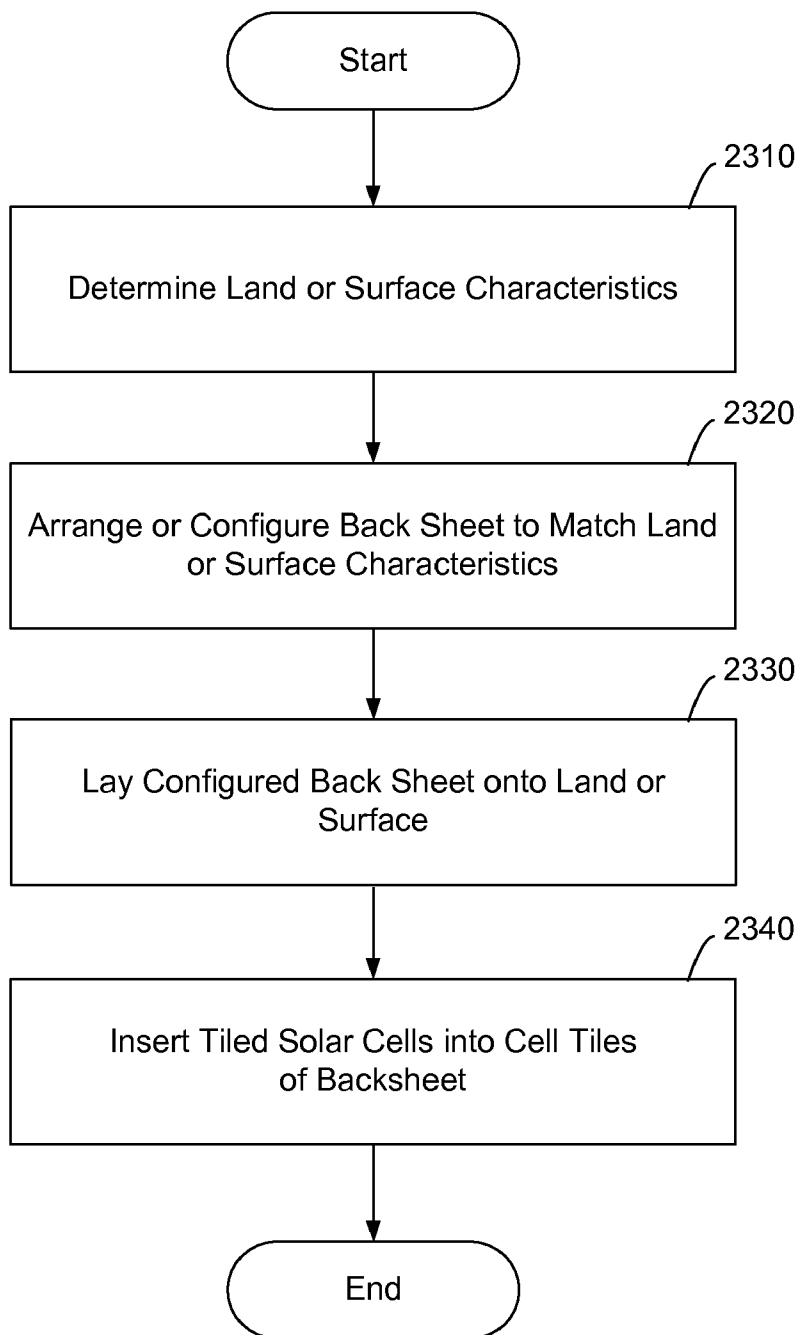 Start
2310
Determine Land or Surface Characteristics
2320
Arrange or Configure Back Sheet to Match Land
or Surface Characteristics
2330
Lay Configured Back Sheet onto Land or
Surface
2340
Insert Tiled Solar Cells into Cell Tiles
of Backsheet
End